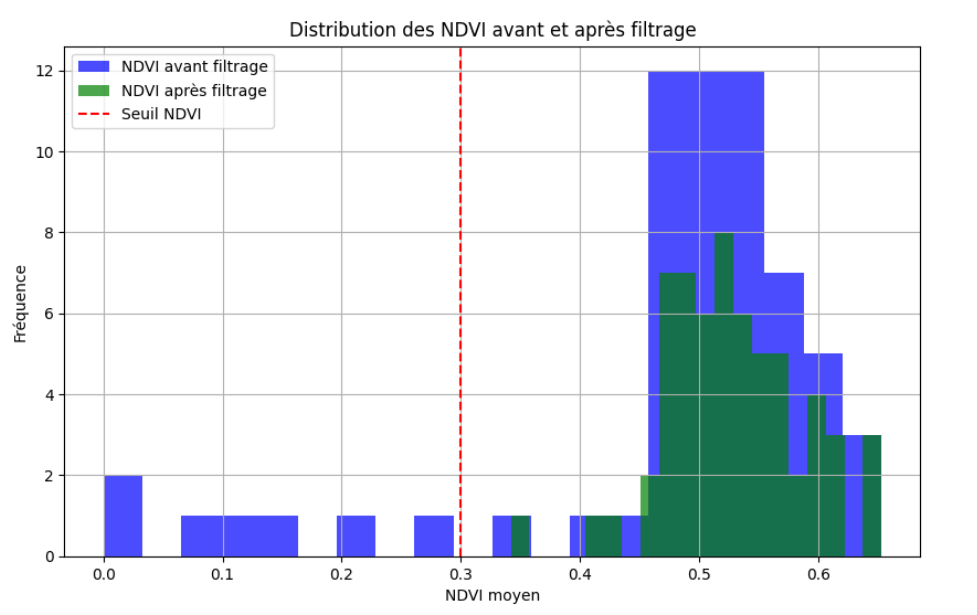 Distribution des NDVI avant et après filtrage
NDVI avant filtrage
NDVI après filtrage
Seuil NDVI
Fréquence
12
10
8
6
4
2
0
0.0 0.1 0.2 0.3 0.4 0.5 0.6
NDVI moyen